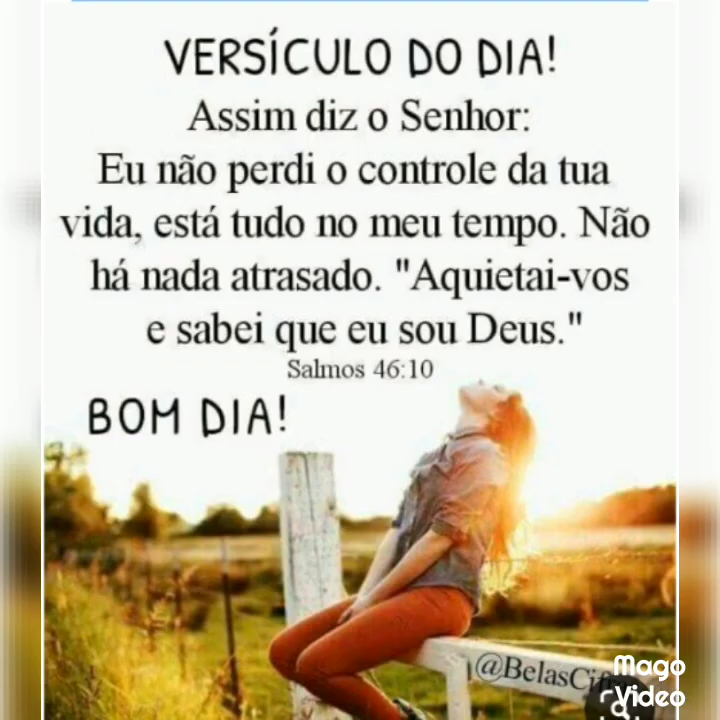 VERSÍCULO DO DIA!
Assim diz o Senhor:
Eu não perdi o controle da tua
vida, está tudo no meu tempo. Não
há nada atrasado. "Aquietai-vos
e sabei que eu sou Deus."
Salmos 46:10
BOM DIA!
Mago
Video